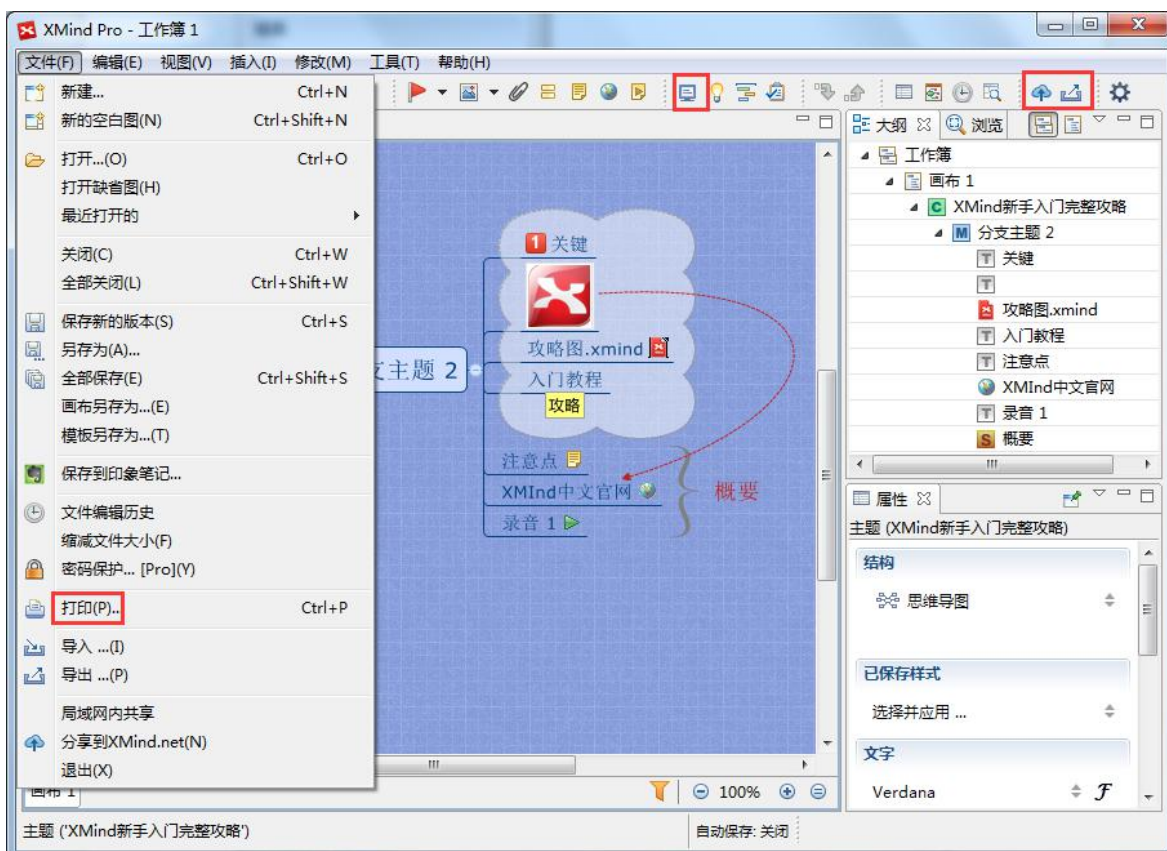 XMind Pro - 工作簿 1
文件(F) 编辑(E) 视图(V) 插入(I) 修改(M) 工具(T) 帮助(H)
新建... Ctrl+N
新的空白图(N) Ctrl+Shift+N
打开...(O) Ctrl+O
打开缺省图(H)
最近打开的
关闭(C) Ctrl+W
全部关闭(L) Ctrl+Shift+W
保存新的版本(S) Ctrl+S
另存为(A)...
全部保存(E) Ctrl+Shift+S
画布另存为...(E)
模板另存为...(T)
保存到印象笔记...
文件编辑历史
缩减文件大小(F)
密码保护... [Pro](Y)
打印(P)... Ctrl+P
导入 ...(I)
导出 ...(P)
局域网内共享
分享到XMind.net(N)
退出(X)
支主题 2
1 关键
攻略图.xmind
入门教程
攻略
注意点
XMInd中文官网
录音 1
概要
大纲 浏览
工作簿
画布 1
C XMind新手入门完整攻略
M 分支主题 2
T 关键
T
攻略图.xmind
T 入门教程
T 注意点
XMInd中文官网
T 录音 1
S 概要
属性
主题 (XMind新手入门完整攻略)
结构
思维导图
已保存样式
选择并应用 ...
文字
Verdana F
画布 1
100%
主题 ('XMind新手入门完整攻略')
自动保存: 关闭